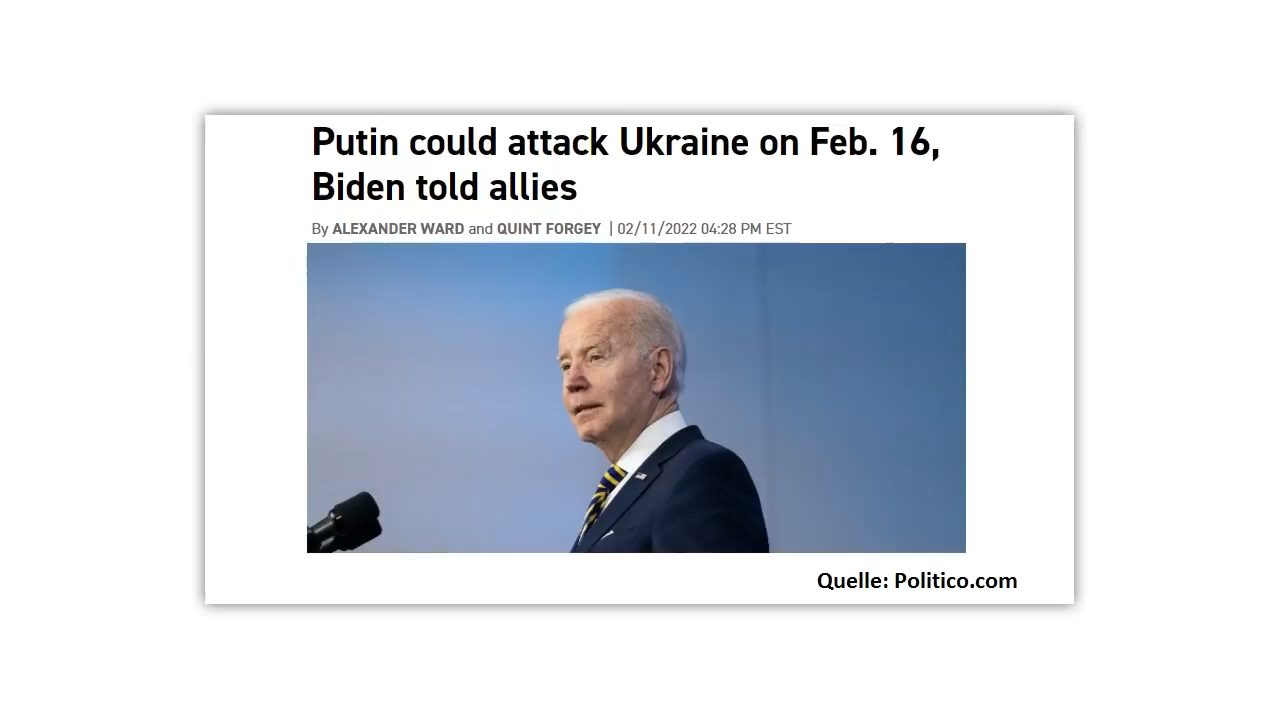 Putin could attack Ukraine on Feb. 16,
Biden told allies
By ALEXANDER WARD and QUINT FORGEY | 02/11/2022 04:28 PM EST
Quelle: Politico.com